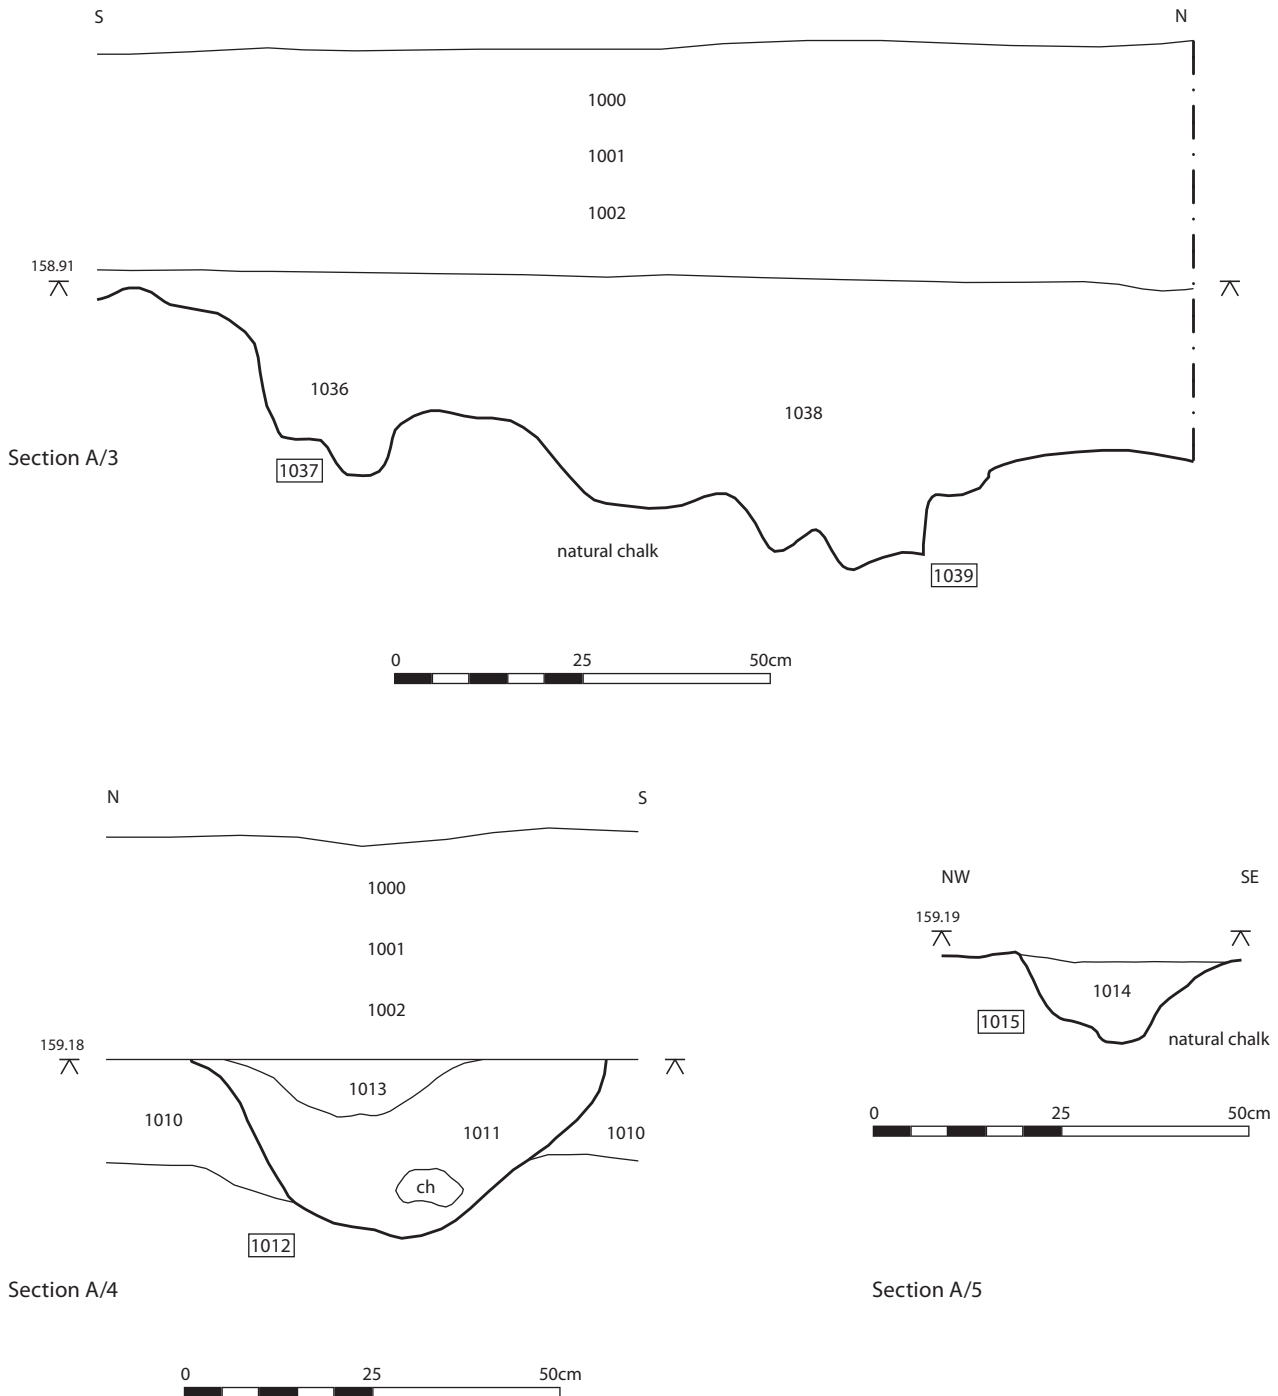 S N
1000
1001
1002
158.91
1036
1038
Section A/3
1037
natural chalk
1039
0 25 50cm
N S
1000
1001
1002
159.18
1013
1010 1011 1010
ch
1012
Section A/4
0 25 50cm
NW SE
159.19
1014
1015
natural chalk
0 25 50cm
Section A/5